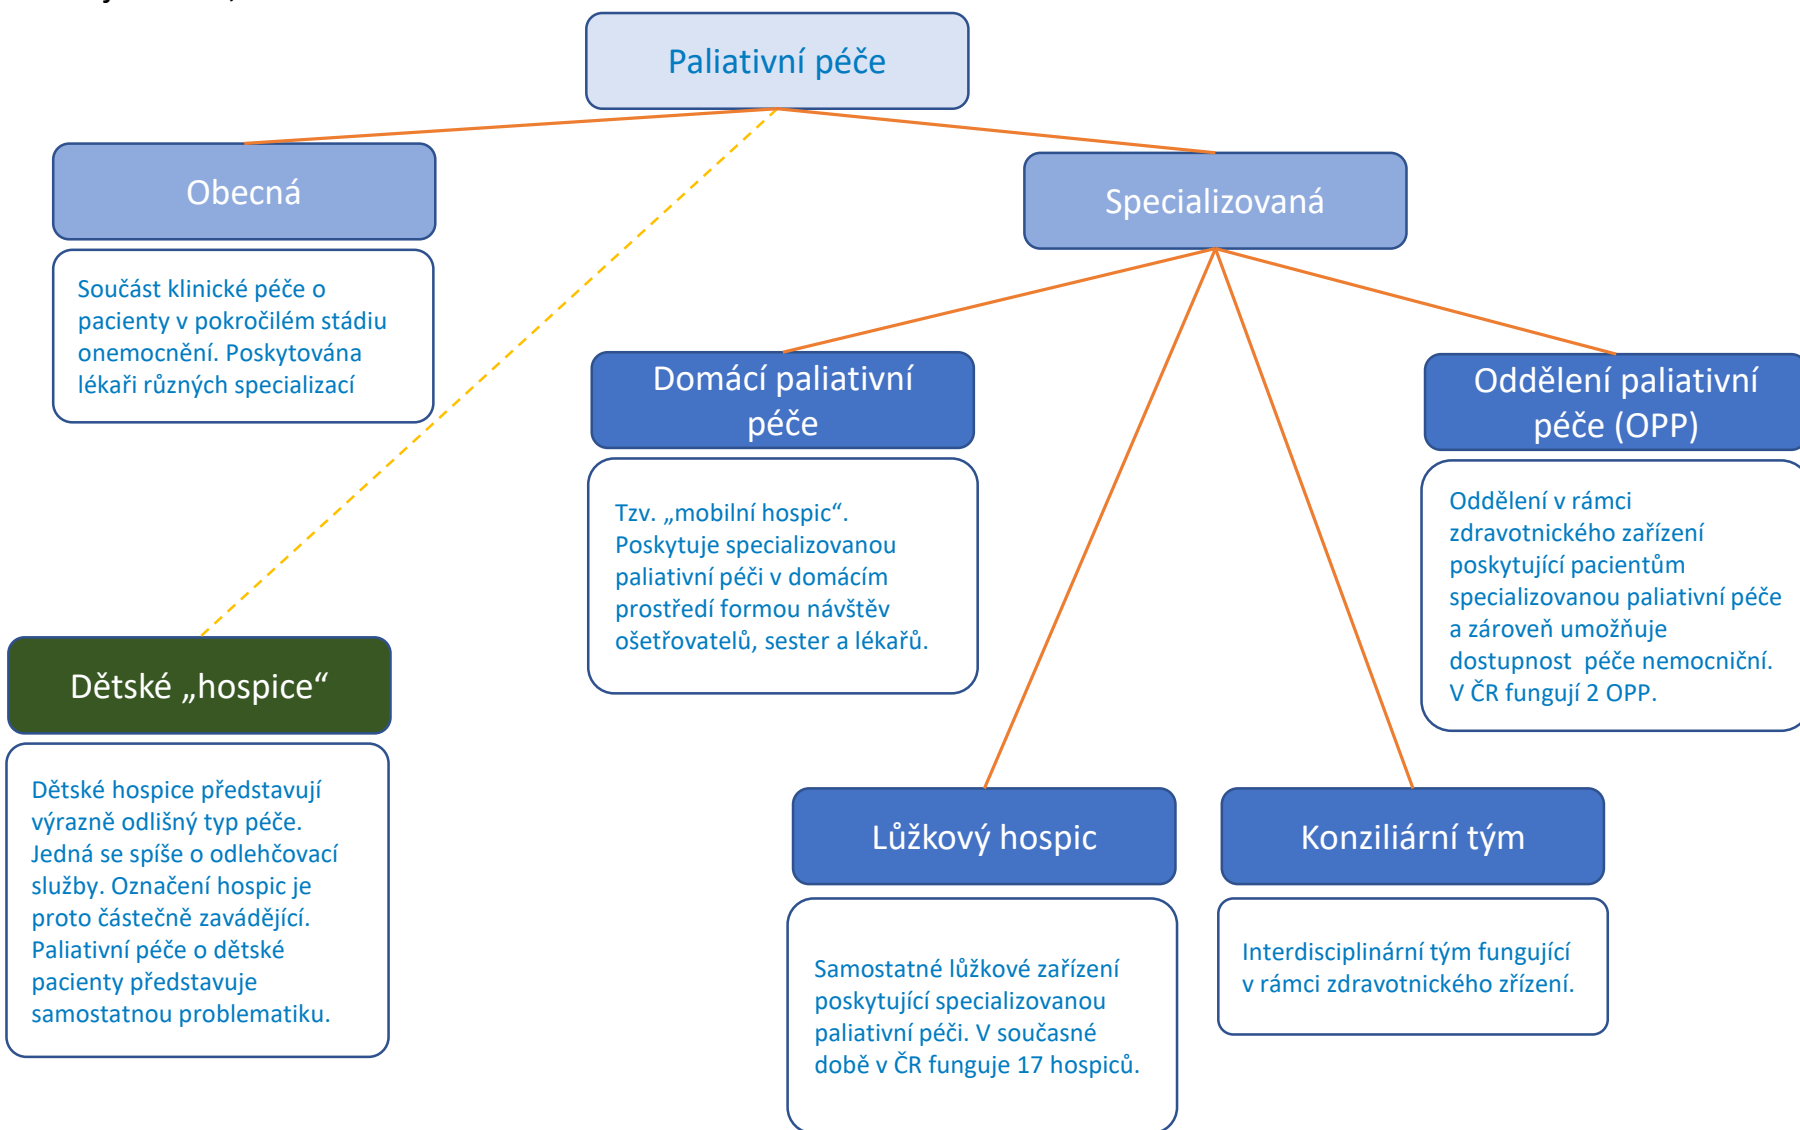 Paliativní péče
Obecná
Součást klinické péče o
pacienty v pokročilém stádiu
onemocnění. Poskytována
lékaři různých specializací
Specializovaná
Domácí paliativní
péče
Tzv. „mobilní hospic“.
Poskytuje specializovanou
paliativní péči v domácím
prostředí formou návštěv
ošetřovatelů, sester a lékařů.
Oddělení paliativní
péče (OPP)
Oddělení v rámci
zdravotnického zařízení
poskytující pacientům
specializovanou paliativní péče
a zároveň umožňuje
dostupnost péče nemocniční.
V ČR fungují 2 OPP.
Dětské „hospice“
Dětské hospice představují
výrazně odlišný typ péče.
Jedná se spíše o odlehčovací
služby. Označení hospic je
proto částečně zavádějící.
Paliativní péče o dětské
pacienty představuje
samostatnou problematiku.
Lůžkový hospic
Samostatné lůžkové zařízení
poskytující specializovanou
paliativní péči. V současné
době v ČR funguje 17 hospiců.
Konziliární tým
Interdisciplinární tým fungující
v rámci zdravotnického zřízení.